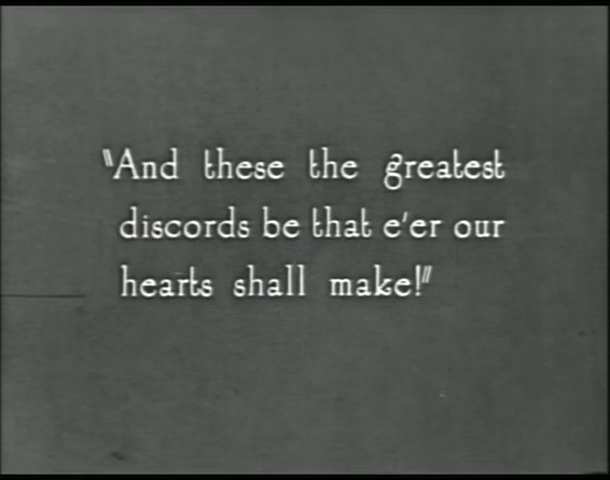 "And these the greatest
discords be that e'er our
hearts shall make!"